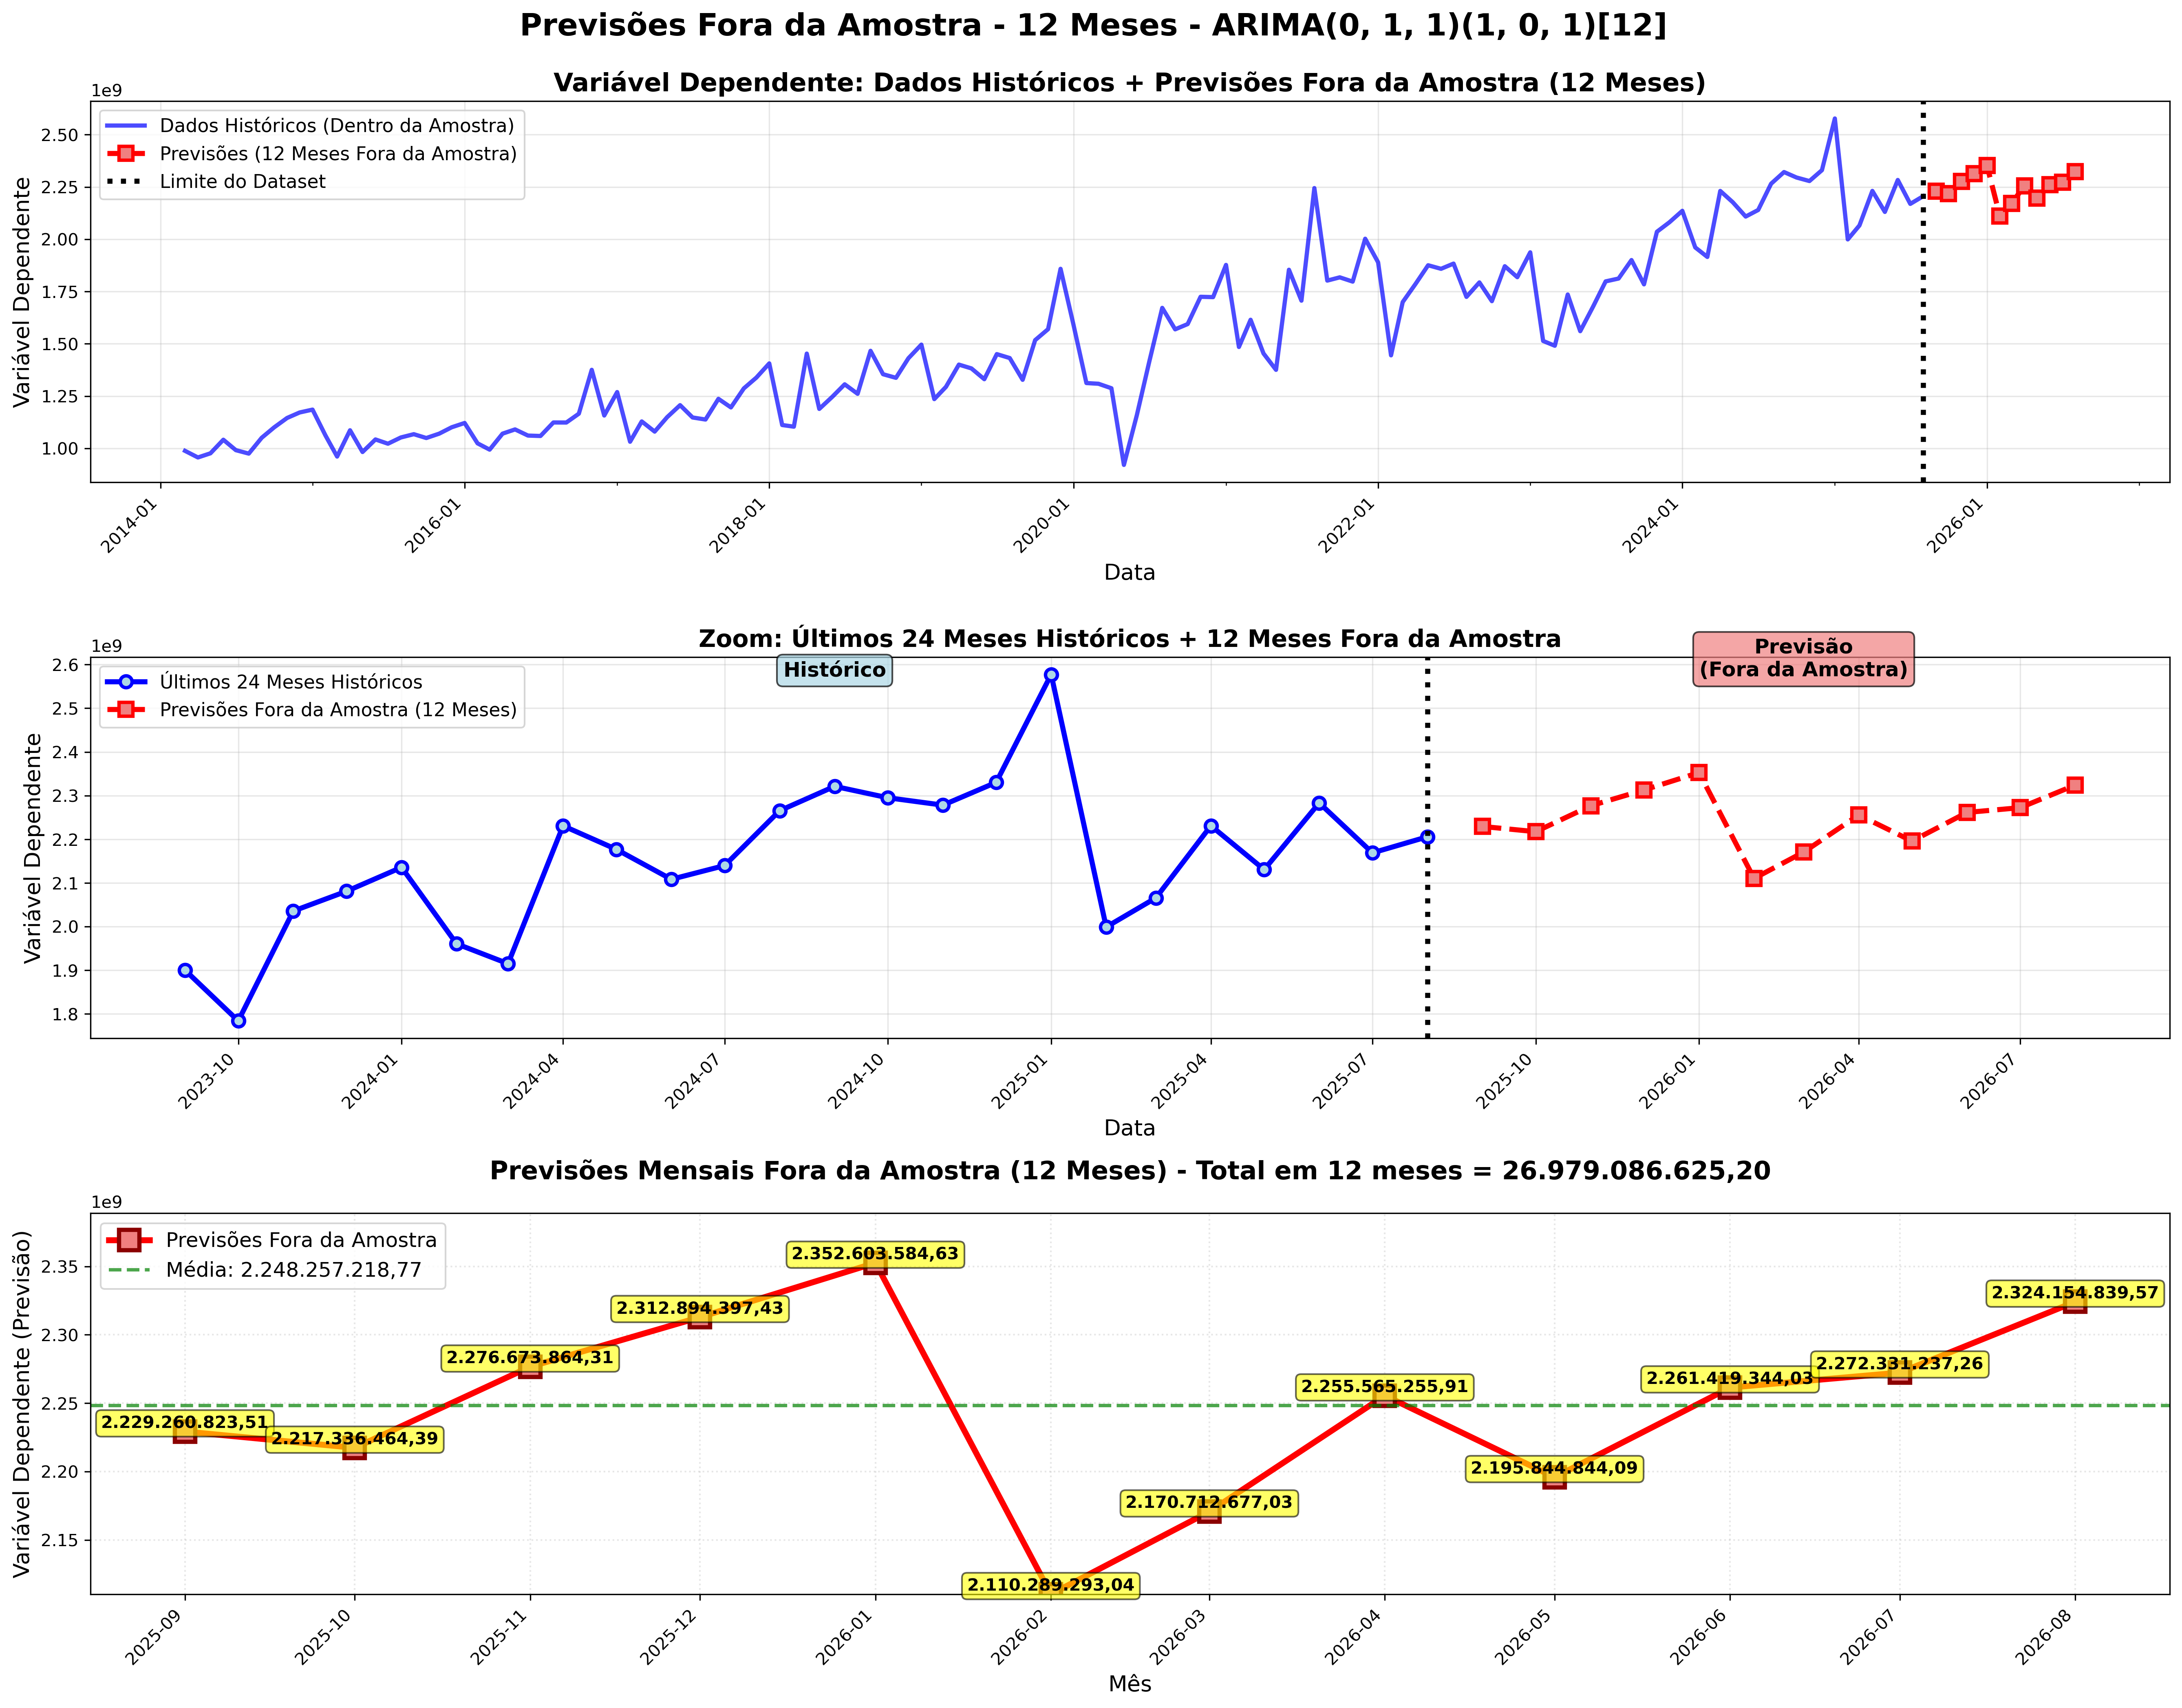 Previsões Fora da Amostra - 12 Meses - ARIMA(0, 1, 1)(1, 0, 1)[12]
Variável Dependente: Dados Históricos + Previsões Fora da Amostra (12 Meses)
1e9
Dados Históricos (Dentro da Amostra)
Previsões (12 Meses Fora da Amostra)
Limite do Dataset
Variável Dependente
2.50
2.25
2.00
1.75
1.50
1.25
1.00
2014-01
2016-01
2018-01
2020-01
2022-01
2024-01
2026-01
Data
Zoom: Últimos 24 Meses Históricos + 12 Meses Fora da Amostra
1e9
Histórico
Previsão
(Fora da Amostra)
Últimos 24 Meses Históricos
Previsões Fora da Amostra (12 Meses)
Variável Dependente
2.6
2.5
2.4
2.3
2.2
2.1
2.0
1.9
1.8
2023-10
2024-01
2024-04
2024-07
2024-10
2025-01
2025-04
2025-07
2025-10
2026-01
2026-04
2026-07
Data
Previsões Mensais Fora da Amostra (12 Meses) - Total em 12 meses = 26.979.086.625,20
1e9
Previsões Fora da Amostra
Média: 2.248.257.218,77
Variável Dependente (Previsão)
2.35
2.30
2.25
2.20
2.15
2.229.260.823,51
2.217.336.464,39
2.276.673.864,31
2.312.894.397,43
2.352.603.584,63
2.110.289.293,04
2.170.712.677,03
2.255.565.255,91
2.195.844.844,09
2.261.419.344,03
2.272.331.237,26
2.324.154.839,57
2025-09
2025-10
2025-11
2025-12
2026-01
2026-02
2026-03
2026-04
2026-05
2026-06
2026-07
2026-08
Mês